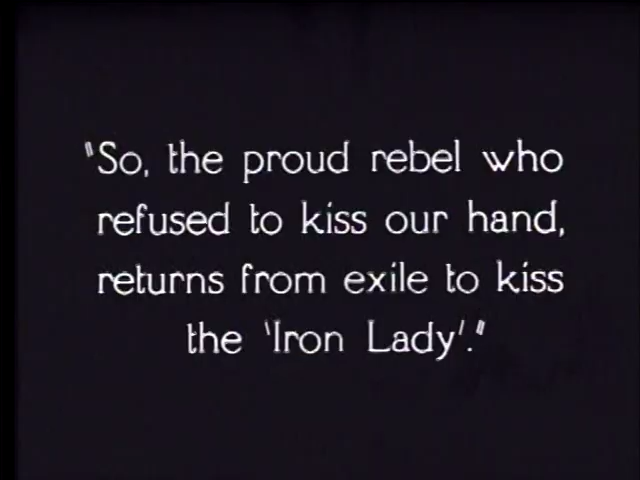 "So, the proud rebel who
refused to kiss our hand,
returns from exile to kiss
the 'Iron Lady'."